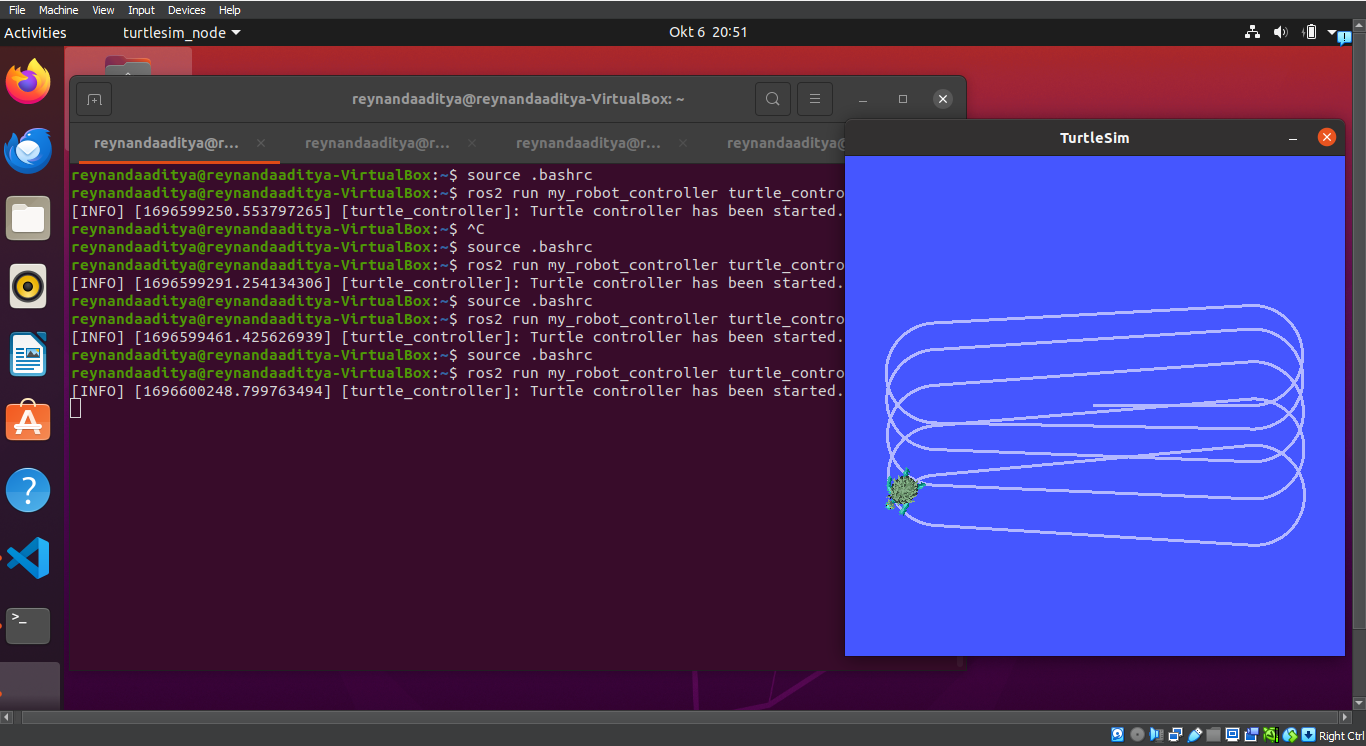 File Machine View Input Devices Help
Activities turtlesim_node Okt 6 20:51
reynandaaditya@reynandaaditya-VirtualBox: ~
reynandaaditya@r... reynandaaditya@r... reynandaaditya@r... reynandaaditya@
TurtleSim
reynandaaditya@reynandaaditya-VirtualBox:~$ source .bashrc
reynandaaditya@reynandaaditya-VirtualBox:~$ ros2 run my_robot_controller turtle_contro
[INFO] [1696599250.553797265] [turtle_controller]: Turtle controller has been started.
reynandaaditya@reynandaaditya-VirtualBox:~$ ^C
reynandaaditya@reynandaaditya-VirtualBox:~$ source .bashrc
reynandaaditya@reynandaaditya-VirtualBox:~$ ros2 run my_robot_controller turtle_contro
[INFO] [1696599291.254134306] [turtle_controller]: Turtle controller has been started.
reynandaaditya@reynandaaditya-VirtualBox:~$ source .bashrc
reynandaaditya@reynandaaditya-VirtualBox:~$ ros2 run my_robot_controller turtle_contro
[INFO] [1696599461.425626939] [turtle_controller]: Turtle controller has been started.
reynandaaditya@reynandaaditya-VirtualBox:~$ source .bashrc
reynandaaditya@reynandaaditya-VirtualBox:~$ ros2 run my_robot_controller turtle_contro
[INFO] [1696600248.799763494] [turtle_controller]: Turtle controller has been started.
Right Ctrl